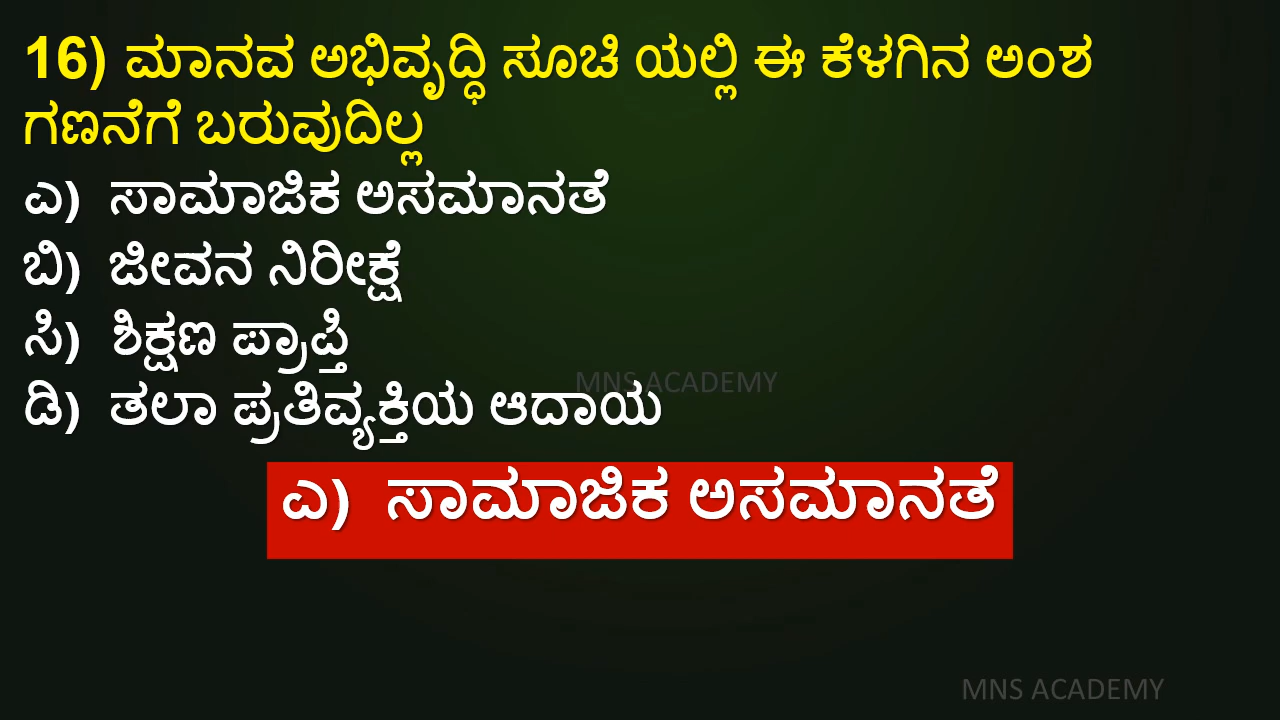 16) ಮಾನವ ಅಭಿವೃದ್ಧಿ ಸೂಚಿ ಯಲ್ಲಿ ಈ ಕೆಳಗಿನ ಅಂಶ
ಗಣನೆಗೆ ಬರುವುದಿಲ್ಲ
ಎ) ಸಾಮಾಜಿಕ ಅಸಮಾನತೆ
ಬಿ) ಜೀವನ ನಿರೀಕ್ಷೆ
ಸಿ) ಶಿಕ್ಷಣ ಪ್ರಾಪ್ತಿ
MNS ACADEMY
ಡಿ) ತಲಾ ಪ್ರತಿವ್ಯಕ್ತಿಯ ಆದಾಯ
ಎ) ಸಾಮಾಜಿಕ ಅಸಮಾನತೆ
MNS ACADEMY